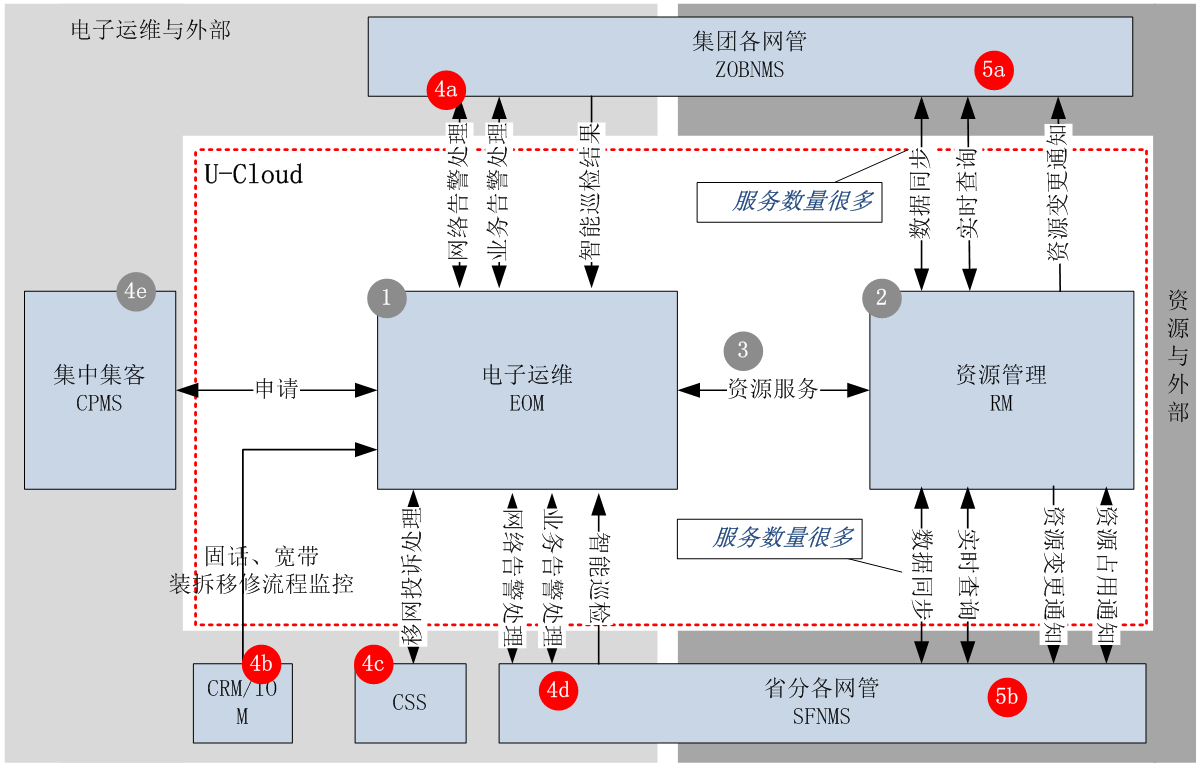 电子运维与外部
集团各网管
ZOBNMS
4a
5a
网络告警处理
业务告警处理
智能巡检结果
数据同步
实时查询
资源变更通知
U-Cloud
服务数量很多
4e
集中集客
CPMS
申请
1
电子运维
EOM
3
资源服务
2
资源管理
RM
资源与外部
固话、宽带
装拆移修流程监控
移网投诉处理
网络告警处理
业务告警处理
智能巡检
服务数量很多
数据同步
实时查询
资源变更通知
资源占用通知
4b
CRM/IO
M
4c
CSS
4d
省分各网管
SFNMS
5b